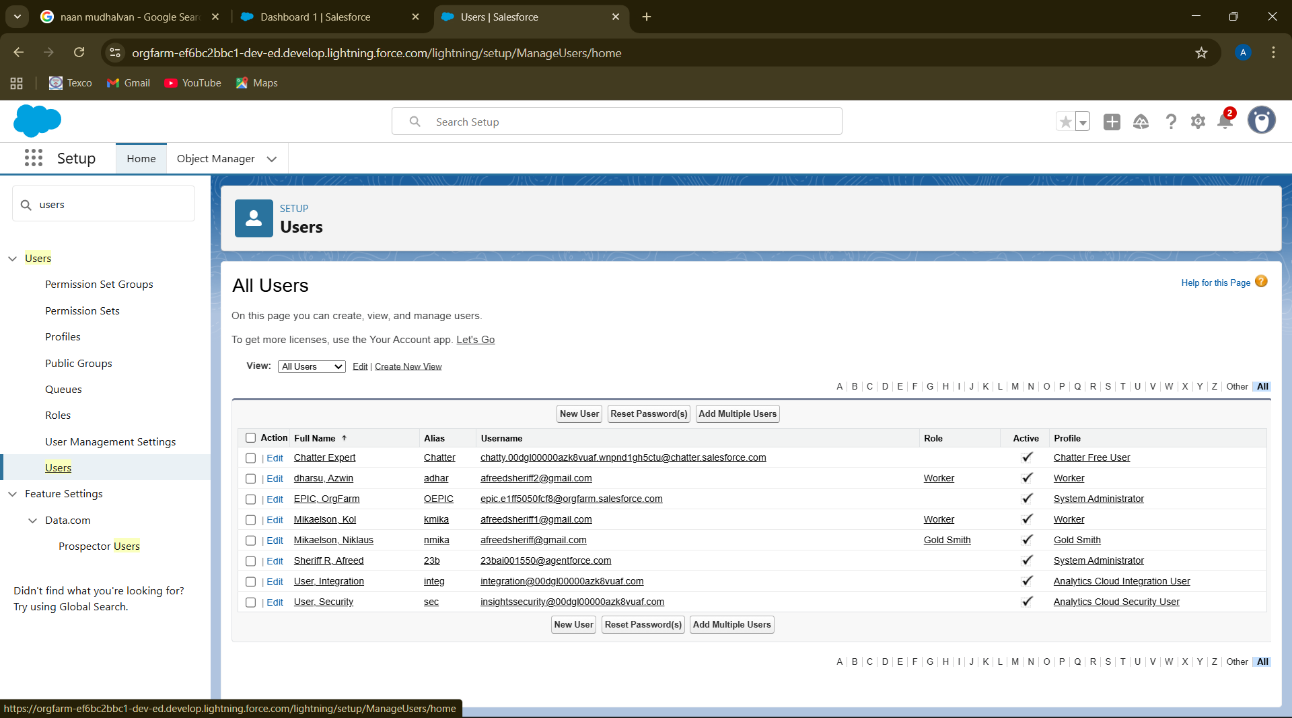 naan mudhalvan - Google Sear
Dashboard 1 | Salesforce
Users | Salesforce
orgfarm-ef6bc2bbc1-dev-ed.develop.lightning.force.com/lightning/setup/ManageUsers/home
A
Texco
Gmail
YouTube
Maps
Search Setup
2
Setup
Home
Object Manager
users
Users
Permission Set Groups
Permission Sets
Profiles
Public Groups
Queues
Roles
User Management Settings
Users
Feature Settings
Data.com
Prospector Users
Didn't find what you're looking for?
Try using Global Search.
SETUP
Users
All Users
Help for this Page ?
On this page you can create, view, and manage users.
To get more licenses, use the Your Account app. Let's Go
View: All Users Edit | Create New View
A | B | C | D | E | F | G | H | I | J | K | L | M | N | O | P | Q | R | S | T | U | V | W | X | Y | Z | Other | All
New User Reset Password(s) Add Multiple Users
Action Full Name ↑ Alias Username Role Active Profile
| Edit Chatter Expert Chatter chatty.00dgl00000azk8vuaf.wnpnd1gh5ctu@chatter.salesforce.com ✓ Chatter Free User
| Edit dharsu, Azwin adhar afreedsheriff2@gmail.com Worker ✓ Worker
| Edit EPIC, OrgFarm OEPIC epic.e1ff5050fcf8@orgfarm.salesforce.com ✓ System Administrator
| Edit Mikaelson, Kol kmika afreedsheriff1@gmail.com Worker ✓ Worker
| Edit Mikaelson, Niklaus nmika afreedsheriff@gmail.com Gold Smith ✓ Gold Smith
| Edit Sheriff R, Afreed 23b 23bai001550@agentforce.com ✓ System Administrator
| Edit User, Integration integ integration@00dgl00000azk8vuaf.com ✓ Analytics Cloud Integration User
| Edit User, Security sec insightssecurity@00dgl00000azk8vuaf.com ✓ Analytics Cloud Security User
New User Reset Password(s) Add Multiple Users
A | B | C | D | E | F | G | H | I | J | K | L | M | N | O | P | Q | R | S | T | U | V | W | X | Y | Z | Other | All
https://orgfarm-ef6bc2bbc1-dev-ed.develop.lightning.force.com/lightning/setup/ManageUsers/home